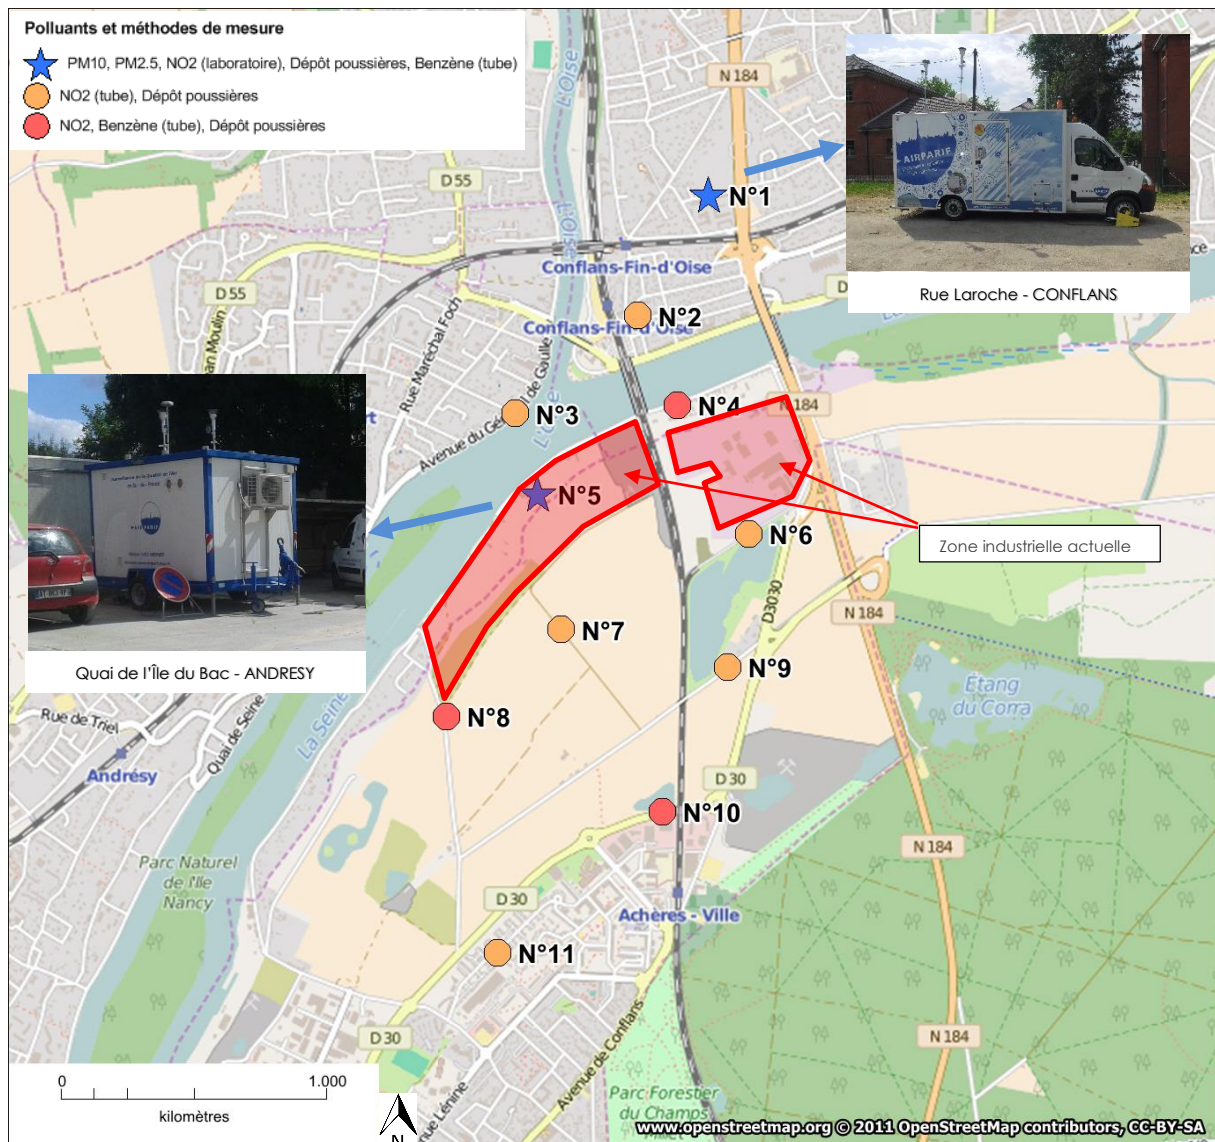 Polluants et méthodes de mesure
PM10, PM2.5, NO2 (laboratoire), Dépôt poussières, Benzène (tube)
NO2 (tube), Dépôt poussières
NO2, Benzène (tube), Dépôt poussières
L'Oise
N 184
AIRPARIF
D 55
N°1
L'Oise
Conflans-Fin-d'Oise
D 55
Rue Laroche - CONFLANS
N°2
Conflans-Fin-d'Oise
Rue Maréchal Foch
N°3
N°4
N 184
Avenue du Général de Gaulle
N°5
AIRPARIF
N°6
Zone industrielle actuelle
D3030
N 184
N°7
N°9
Quai de l'Île du Bac - ANDRESY
Étang
du Corra
Rue de Triel
Quai de Seine
La Seine
N°8
Andrésy
D 30
N°10
N 184
Parc Naturel
de l'Ile
Nancy
D 30
Achères - Ville
N°11
D 30
Avenue de Conflans
N 184
0
1.000
kilomètres
Parc Forestier
du Champs
N
www.openstreetmap.org © 2011 OpenStreetMap contributors, CC-BY-SA